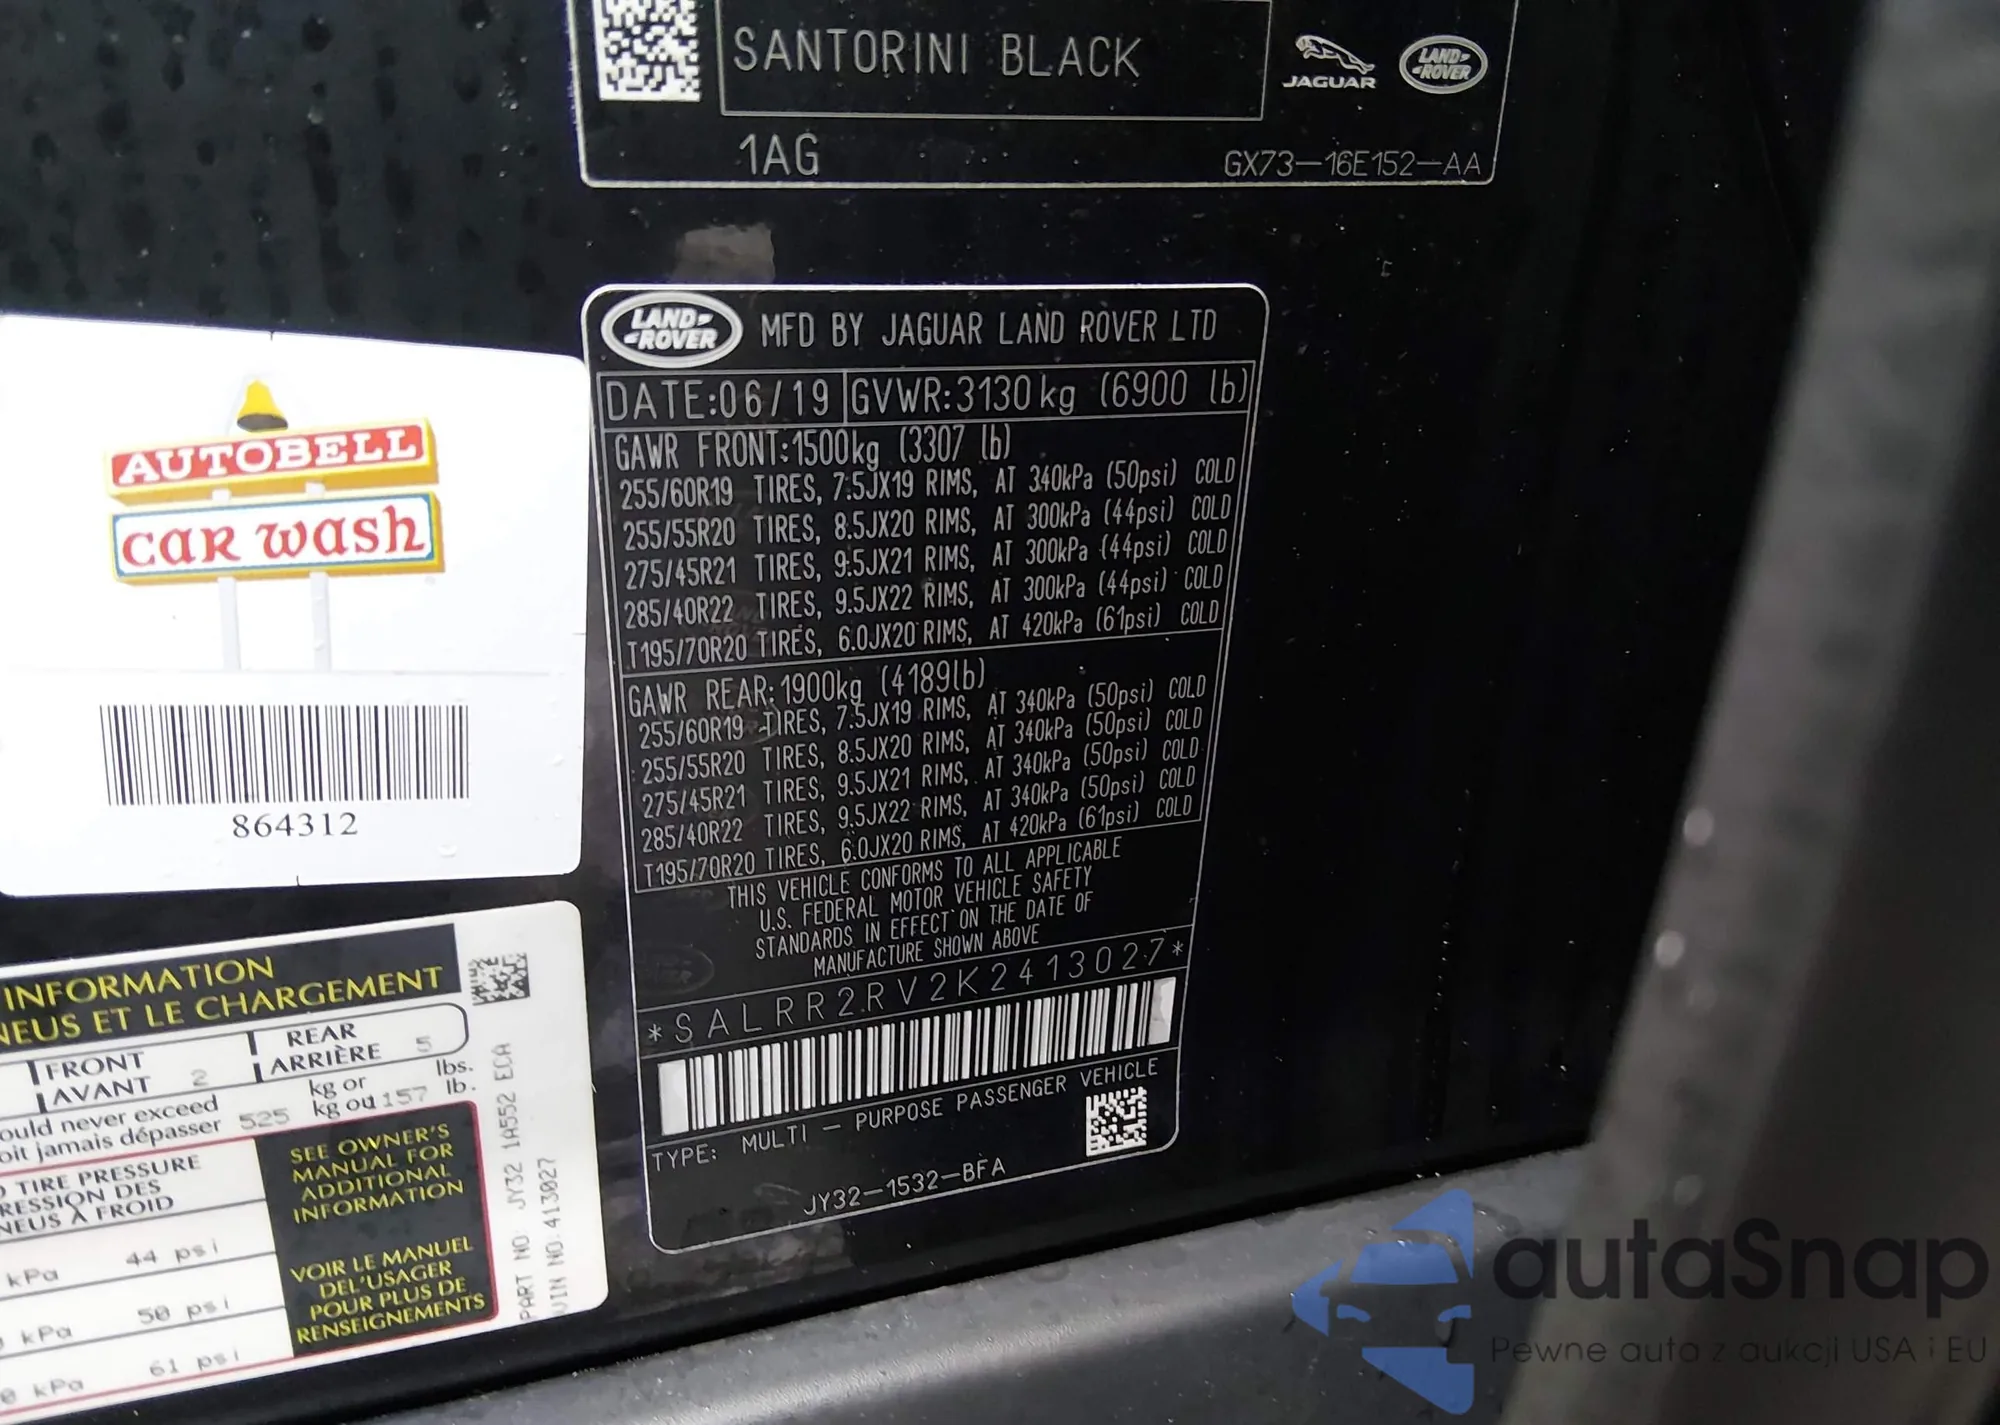 SANTORINI BLACK
JAGUAR
LAND-
-ROVER
1AG
GX73-16E152-AA
LAND-
-ROVER
MFD BY JAGUAR LAND ROVER LTD
DATE:06/19 GVWR:3130kg (6900 lb)
GAWR FRONT:1500kg (3307 lb)
255/60R19 TIRES, 7.5JX19 RIMS, AT 340kPa (50psi) COLD
255/55R20 TIRES, 8.5JX20 RIMS, AT 300kPa (44psi) COLD
275/45R21 TIRES, 9.5JX21 RIMS, AT 300kPa (44psi) COLD
285/40R22 TIRES, 9.5JX22 RIMS, AT 300kPa (44psi) COLD
T195/70R20 TIRES, 6.0JX20 RIMS, AT 420kPa (61psi) COLD
GAWR REAR:1900kg (4189lb)
255/60R19 TIRES, 7.5JX19 RIMS, AT 340kPa (50psi) COLD
255/55R20 TIRES, 8.5JX20 RIMS, AT 340kPa (50psi) COLD
275/45R21 TIRES, 9.5JX21 RIMS, AT 340kPa (50psi) COLD
285/40R22 TIRES, 9.5JX22 RIMS, AT 340kPa (50psi) COLD
T195/70R20 TIRES, 6.0JX20 RIMS, AT 420kPa (61psi) COLD
THIS VEHICLE CONFORMS TO ALL APPLICABLE
U.S. FEDERAL MOTOR VEHICLE SAFETY
STANDARDS IN EFFECT ON THE DATE OF
MANUFACTURE SHOWN ABOVE
*SALRR2RV2K2413027*
TYPE: MULTI - PURPOSE PASSENGER VEHICLE
JY32-1532-BFA
AUTOBELL
CAR WASH
864312
INFORMATION
NEUS ET LE CHARGEMENT
FRONT
AVANT 2
REAR
ARRIÈRE 5
ould never exceed
oit jamais dépasser 525
kg or
kg ou 157
lbs.
lb.
TIRE PRESSURE
RESSION DES
NEUS À FROID
kPa 44 psi
kPa 50 psi
kPa 61 psi
SEE OWNER'S
MANUAL FOR
ADDITIONAL
INFORMATION
VOIR LE MANUEL
DEL'USAGER
POUR PLUS DE
RENSEIGNEMENTS
PART NO: JY32 1A552 ECA
VIN NO:413027
autaSnap
Pewne auta z aukcji USA i EU